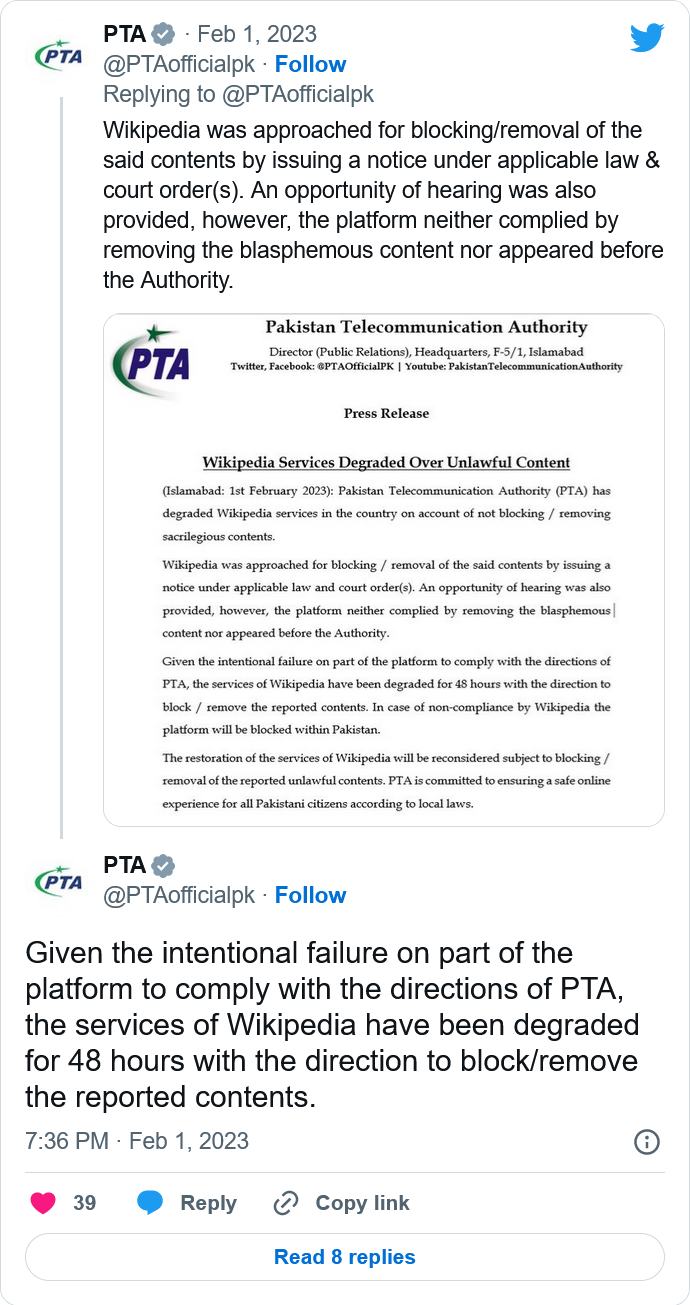 PTA · Feb 1, 2023
@PTAofficialpk · Follow
Replying to @PTAofficialpk
Wikipedia was approached for blocking/removal of the
said contents by issuing a notice under applicable law &
court order(s). An opportunity of hearing was also
provided, however, the platform neither complied by
removing the blasphemous content nor appeared before
the Authority.
PTA
Pakistan Telecommunication Authority
Director (Public Relations), Headquarters, F-5/1, Islamabad
Twitter, Facebook: @PTAOfficialPK | Youtube: PakistanTelecommunicationAuthority
PTA
Press Release
Wikipedia Services Degraded Over Unlawful Content
(Islamabad: 1st February 2023): Pakistan Telecommunication Authority (PTA) has
degraded Wikipedia services in the country on account of not blocking / removing
sacrilegious contents.
Wikipedia was approached for blocking / removal of the said contents by issuing a
notice under applicable law and court order(s). An opportunity of hearing was also
provided, however, the platform neither complied by removing the blasphemous
content nor appeared before the Authority.
Given the intentional failure on part of the platform to comply with the directions of
PTA, the services of Wikipedia have been degraded for 48 hours with the direction to
block / remove the reported contents. In case of non-compliance by Wikipedia the
platform will be blocked within Pakistan.
The restoration of the services of Wikipedia will be reconsidered subject to blocking /
removal of the reported unlawful contents. PTA is committed to ensuring a safe online
experience for all Pakistani citizens according to local laws.
PTA
PTA
@PTAofficialpk · Follow
Given the intentional failure on part of the
platform to comply with the directions of PTA,
the services of Wikipedia have been degraded
for 48 hours with the direction to block/remove
the reported contents.
7:36 PM · Feb 1, 2023
39 Reply Copy link
Read 8 replies